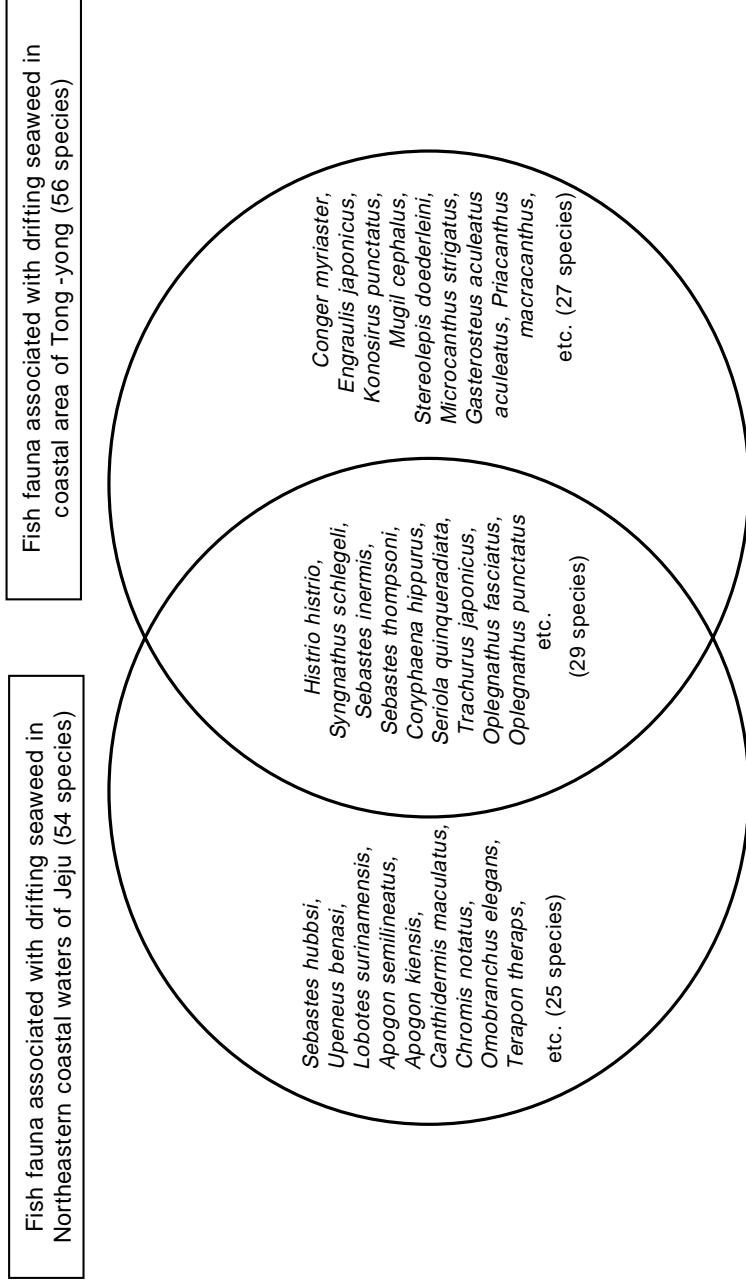 Fish fauna associated with drifting seaweed in
Northeastern coastal waters of Jeju (54 species)
Fish fauna associated with drifting seaweed in
coastal area of Tong-yong (56 species)
Sebastes hubbsi,
Upeneus benasi,
Lobotes surinamensis,
Apogon semilineatus,
Apogon kiensis,
Canthidermis maculatus,
Chromis notatus,
Omobranchus elegans,
Terapon theraps,
etc. (25 species)
Histrio histrio,
Syngnathus schlegeli,
Sebastes inermis,
Sebastes thompsoni,
Coryphaena hippurus,
Seriola quinqueradiata,
Trachurus japonicus,
Oplegnathus fasciatus,
Oplegnathus punctatus
etc.
(29 species)
Conger myriaster,
Engraulis japonicus,
Konosirus punctatus,
Mugil cephalus,
Stereolepis doederleini,
Microcanthus strigatus,
Gasterosteus aculeatus
aculeatus, Priacanthus
macracanthus,
etc. (27 species)